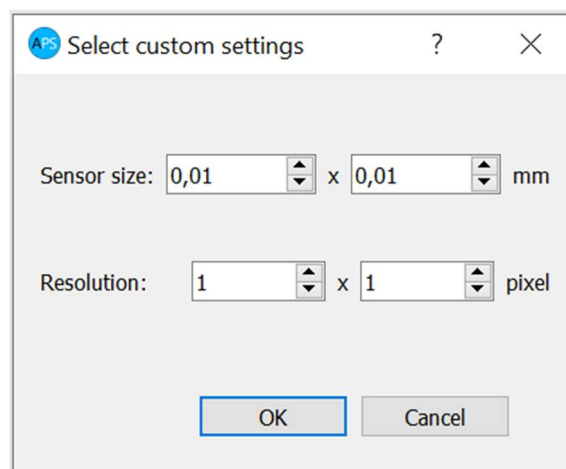 APS Select custom settings ?
Sensor size: 0,01 x 0,01 mm
Resolution: 1 x 1 pixel
OK Cancel